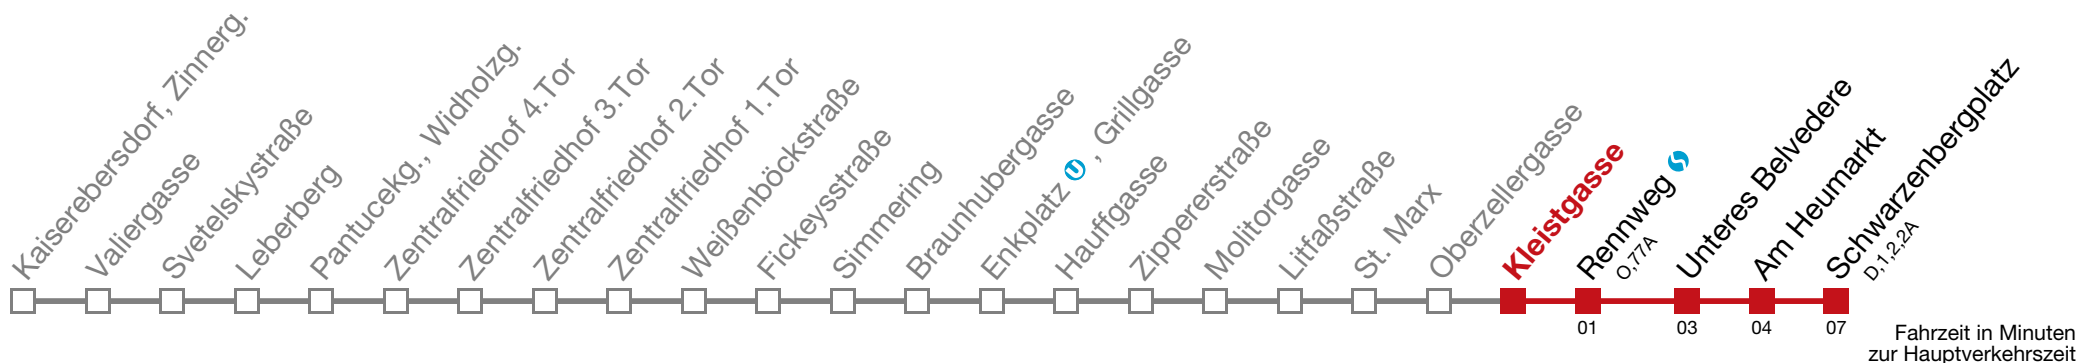 Kaiserebersdorf, Zinnerg.
Valiergasse
Svetelskystraße
Leberberg
Pantucekg., Widholzg.
Zentralfriedhof 4.Tor
Zentralfriedhof 3.Tor
Zentralfriedhof 2.Tor
Zentralfriedhof 1.Tor
Weißenböckstraße
Fickeysstraße
Simmering
Braunhubergasse
Enkplatz U, Grillgasse
Hauffgasse
Zippererstraße
Molitorgasse
Litfaßstraße
St. Marx
Oberzellergasse
Kleistgasse
Rennweg S
O,77A
Unteres Belvedere
Am Heumarkt
Schwarzenbergplatz
D,1,2,2A
01
03
04
07
Fahrzeit in Minuten
zur Hauptverkehrszeit